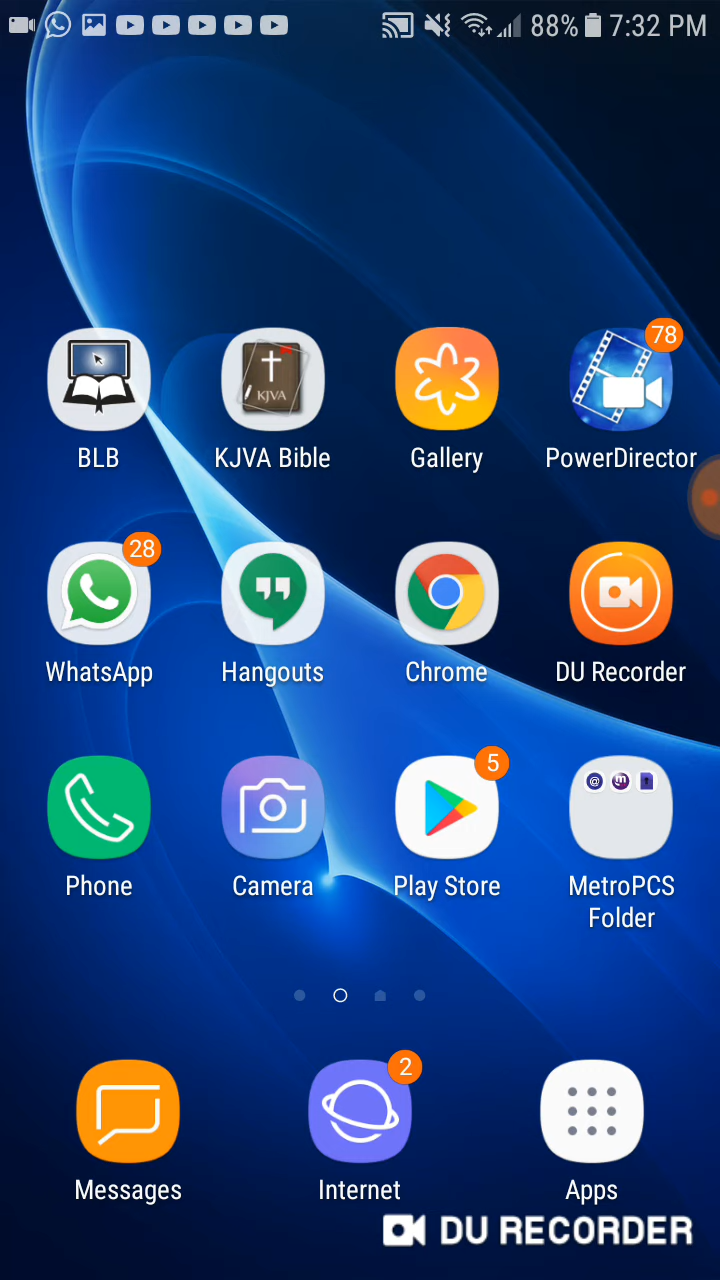 88% 7:32 PM
78
BLB KJVA Bible Gallery PowerDirector
KJVA
28
WhatsApp Hangouts Chrome DU Recorder
5
Phone Camera Play Store MetroPCS Folder
2
Messages Internet Apps
DU RECORDER